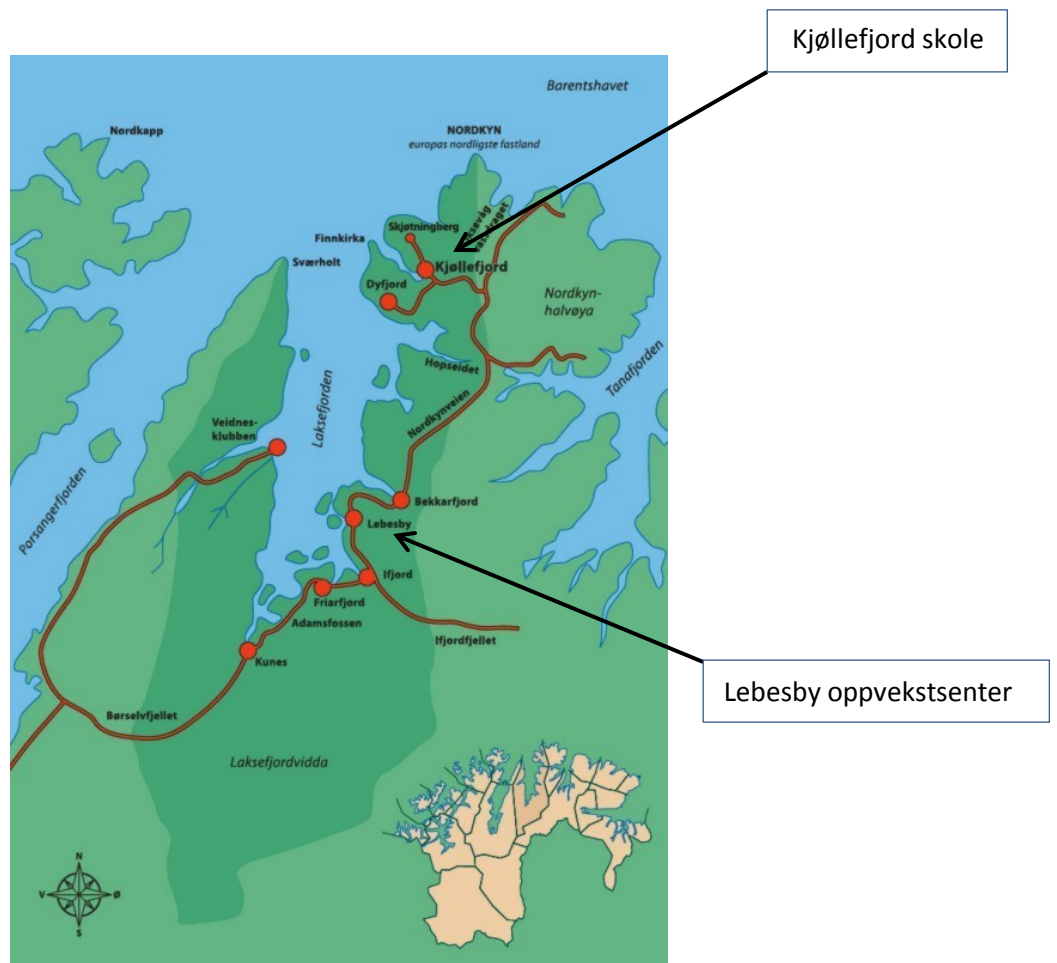 Kjøllefjord skole
Barentshavet
Nordkapp
NORDKYN
europas nordligste fastland
Skjøtningberg
Finnkirka
Sværholt
Kjøllefjord
Dyfjord
Nordkyn-
halvøya
Hopseidet
Tanafjorden
Laksefjorden
Nordkynveien
Veidnes-
klubben
Porsangerfjorden
Bekkarfjord
Lebesby
Ifjord
Friarfjord
Adamsfossen
Ifjordfjellet
Kunes
Lebesby oppvekstsenter
Børselvfjellet
Laksefjordvidda
N
V
Ø
S